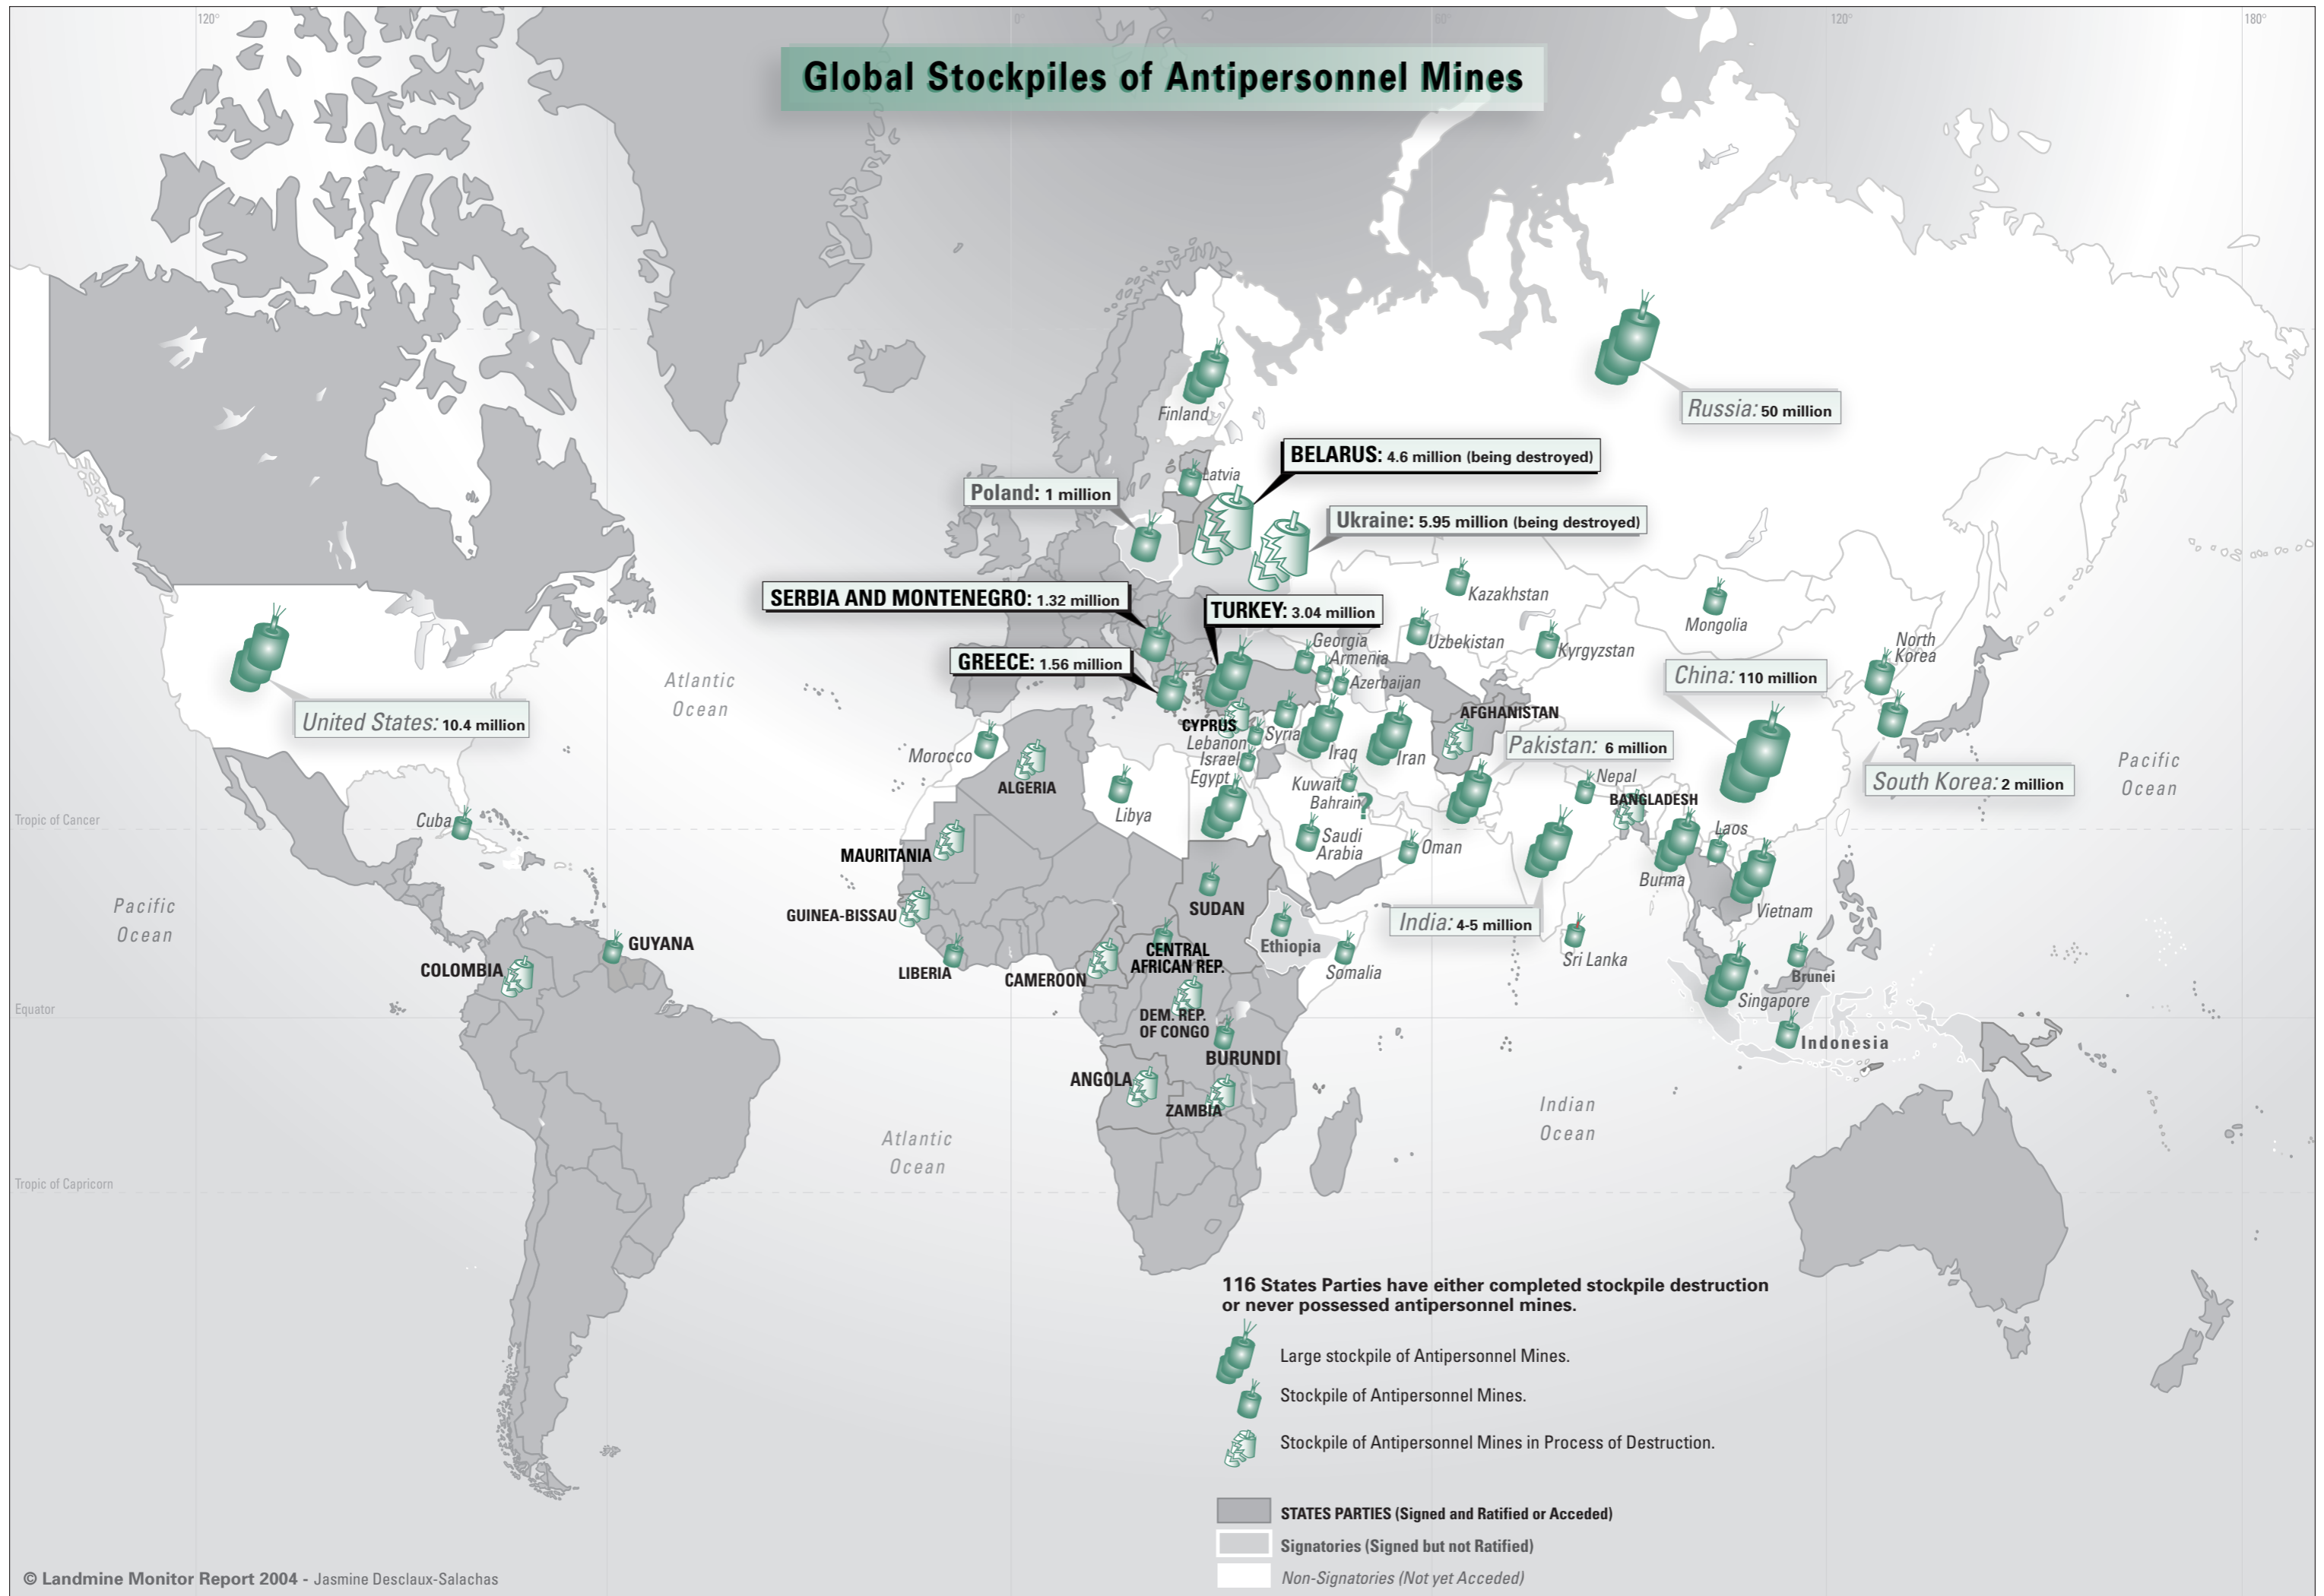 120°
0°
60°
120°
180°
Global Stockpiles of Antipersonnel Mines
Russia: 50 million
Finland
BELARUS: 4.6 million (being destroyed)
Latvia
Poland: 1 million
Ukraine: 5.95 million (being destroyed)
SERBIA AND MONTENEGRO: 1.32 million
TURKEY: 3.04 million
GREECE: 1.56 million
Kazakhstan
Mongolia
Uzbekistan
Kyrgyzstan
Georgia
Armenia
Azerbaijan
North
Korea
China: 110 million
United States: 10.4 million
Atlantic
Ocean
CYPRUS
Lebanon
Syria
Israel
Iraq
Iran
AFGHANISTAN
Pakistan: 6 million
South Korea: 2 million
Pacific
Ocean
Morocco
ALGERIA
Libya
Egypt
Kuwait
Bahrain
?
Nepal
BANGLADESH
Tropic of Cancer
Cuba
MAURITANIA
Saudi
Arabia
Oman
Laos
Burma
Vietnam
Pacific
Ocean
GUINEA-BISSAU
SUDAN
India: 4-5 million
Ethiopia
Somalia
Sri Lanka
GUYANA
COLOMBIA
LIBERIA
CAMEROON
CENTRAL
AFRICAN REP.
Brunei
Singapore
Equator
DEM. REP.
OF CONGO
BURUNDI
Indonesia
ANGOLA
ZAMBIA
Indian
Ocean
Atlantic
Ocean
Tropic of Capricorn
116 States Parties have either completed stockpile destruction
or never possessed antipersonnel mines.
Large stockpile of Antipersonnel Mines.
Stockpile of Antipersonnel Mines.
Stockpile of Antipersonnel Mines in Process of Destruction.
STATES PARTIES (Signed and Ratified or Acceded)
Signatories (Signed but not Ratified)
Non-Signatories (Not yet Acceded)
© Landmine Monitor Report 2004 - Jasmine Desclaux-Salachas